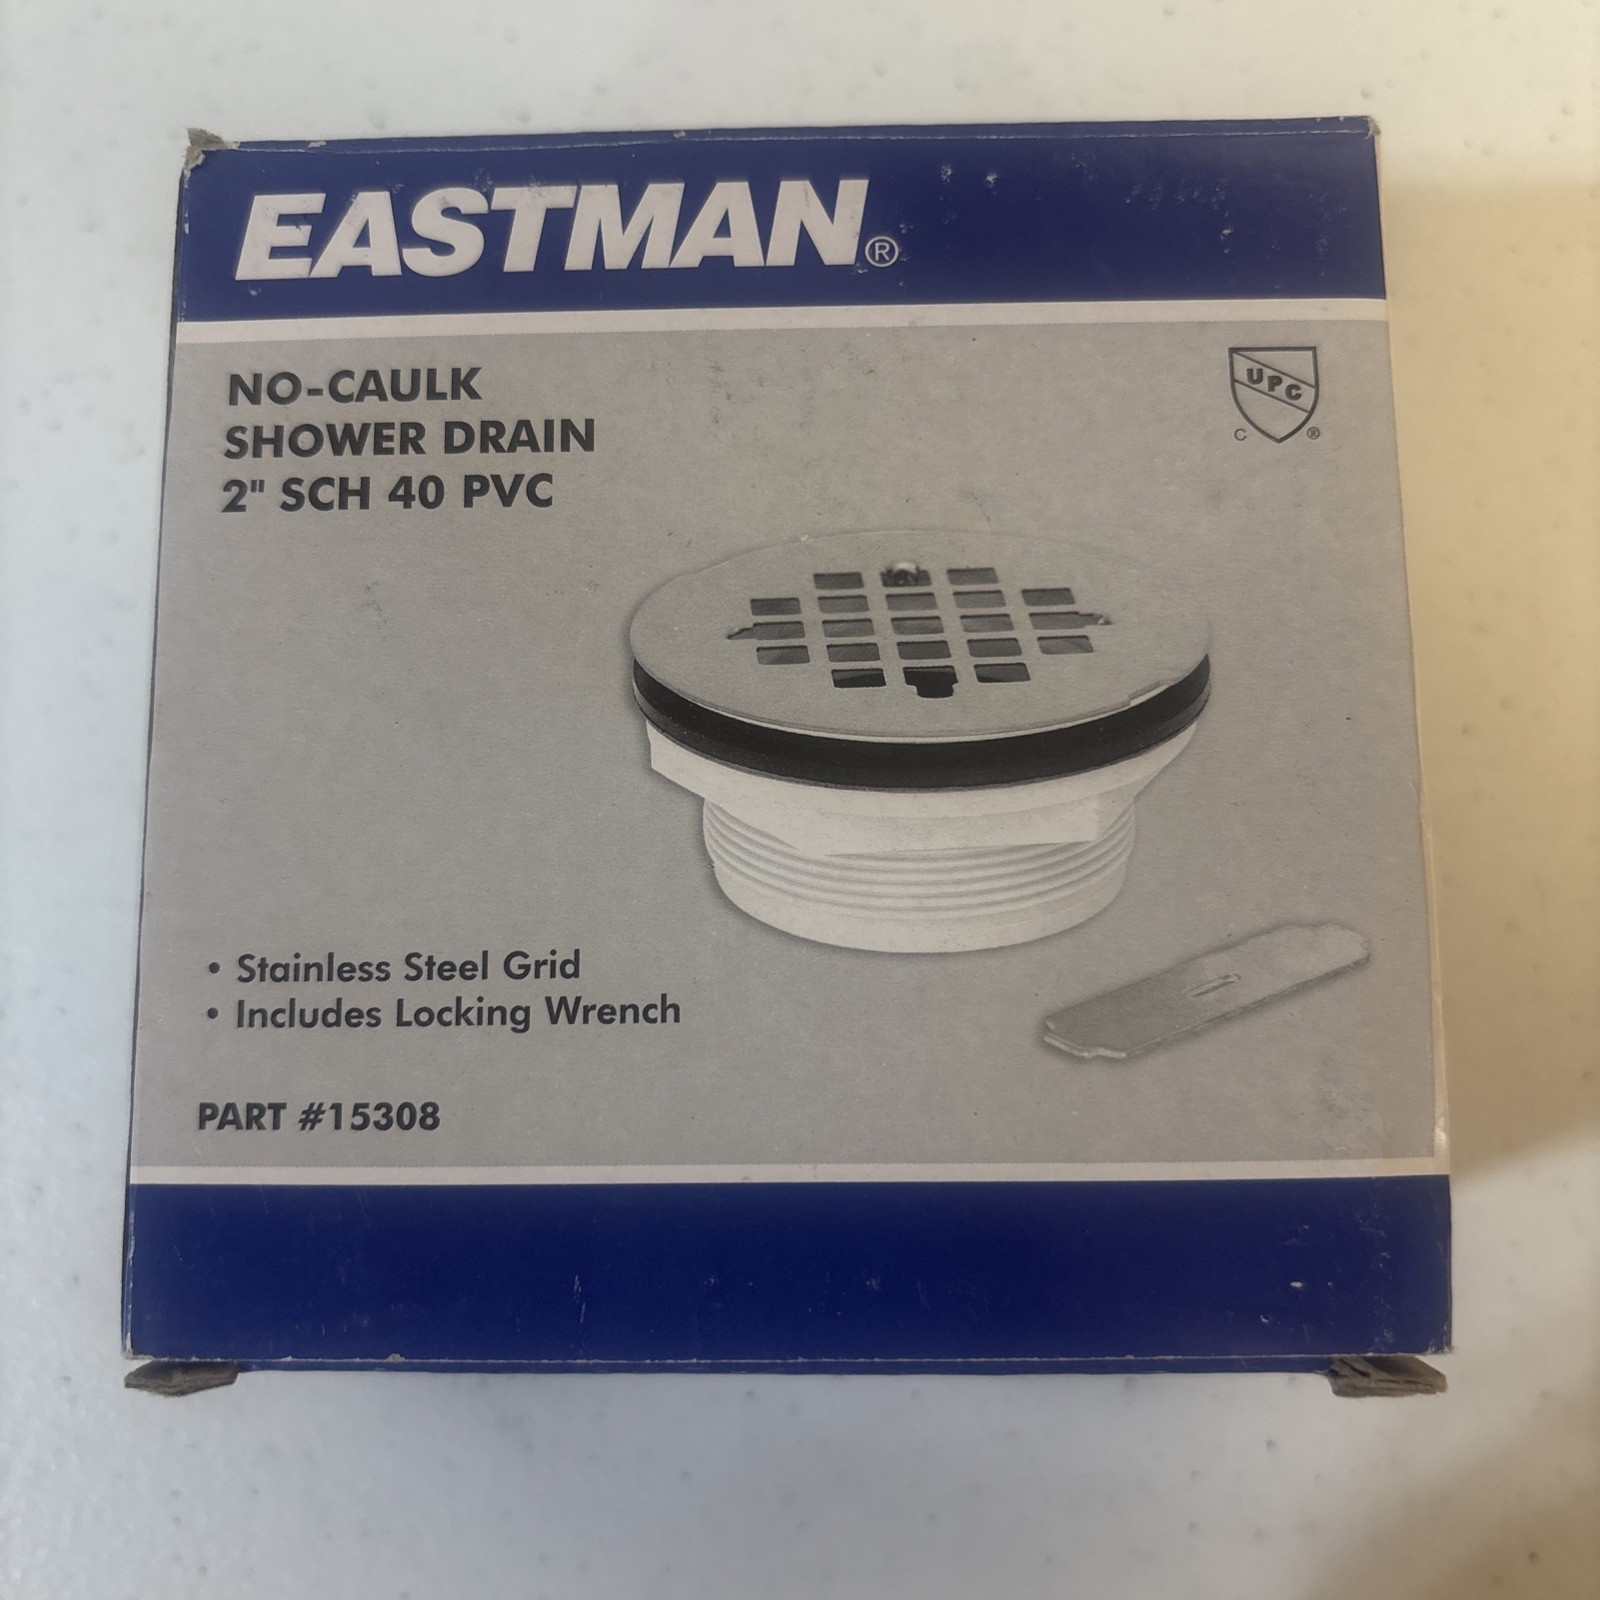 EASTMAN®
NO-CAULK
SHOWER DRAIN
2" SCH 40 PVC
UPC
C ®
• Stainless Steel Grid
• Includes Locking Wrench
PART #15308